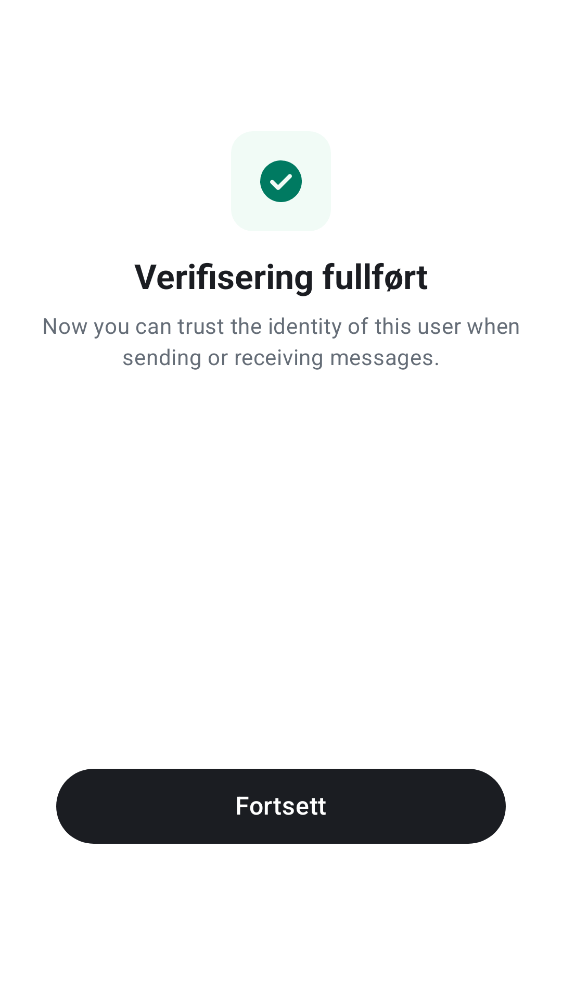 Verifisering fullført
Now you can trust the identity of this user when
sending or receiving messages.
Fortsett